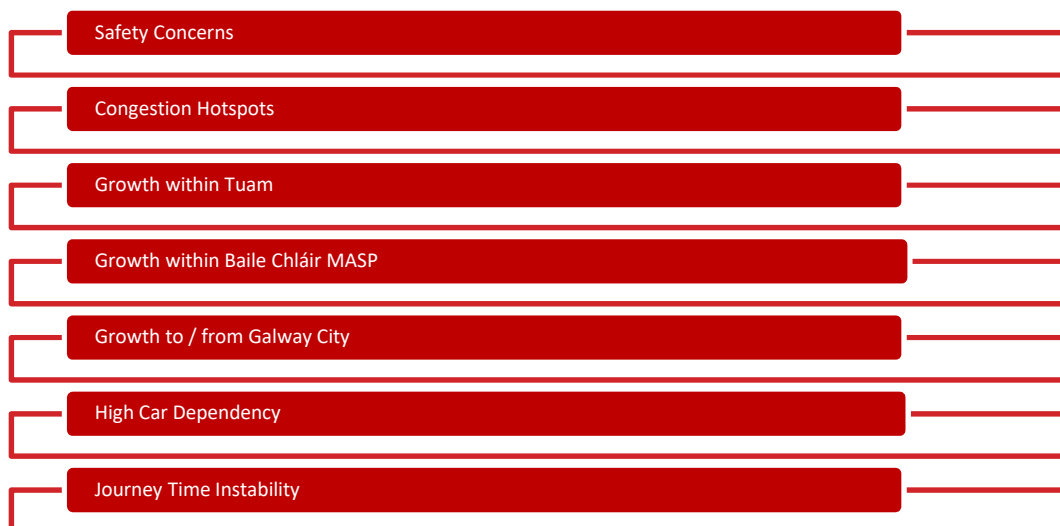 Safety Concerns
Congestion Hotspots
Growth within Tuam
Growth within Baile Chláir MASP
Growth to / from Galway City
High Car Dependency
Journey Time Instability